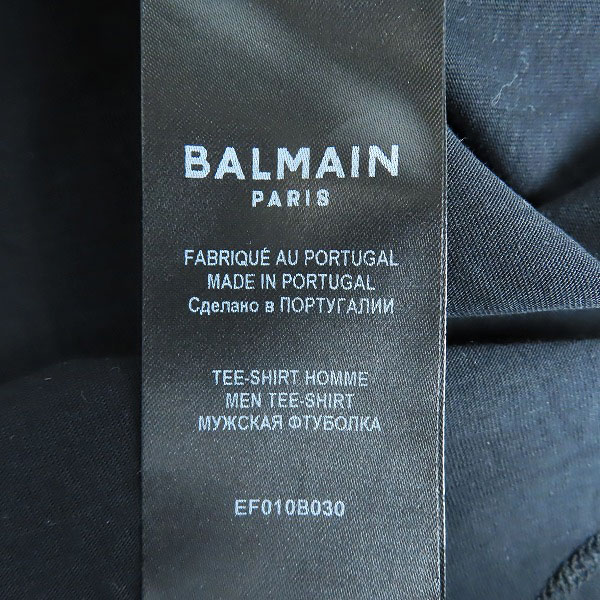 BALMAIN
PARIS
FABRIQUÉ AU PORTUGAL
MADE IN PORTUGAL
Сделано в ПОРТУГАЛИИ
TEE-SHIRT HOMME
MEN TEE-SHIRT
МУЖСКАЯ ФТУБОЛКА
EF010B030